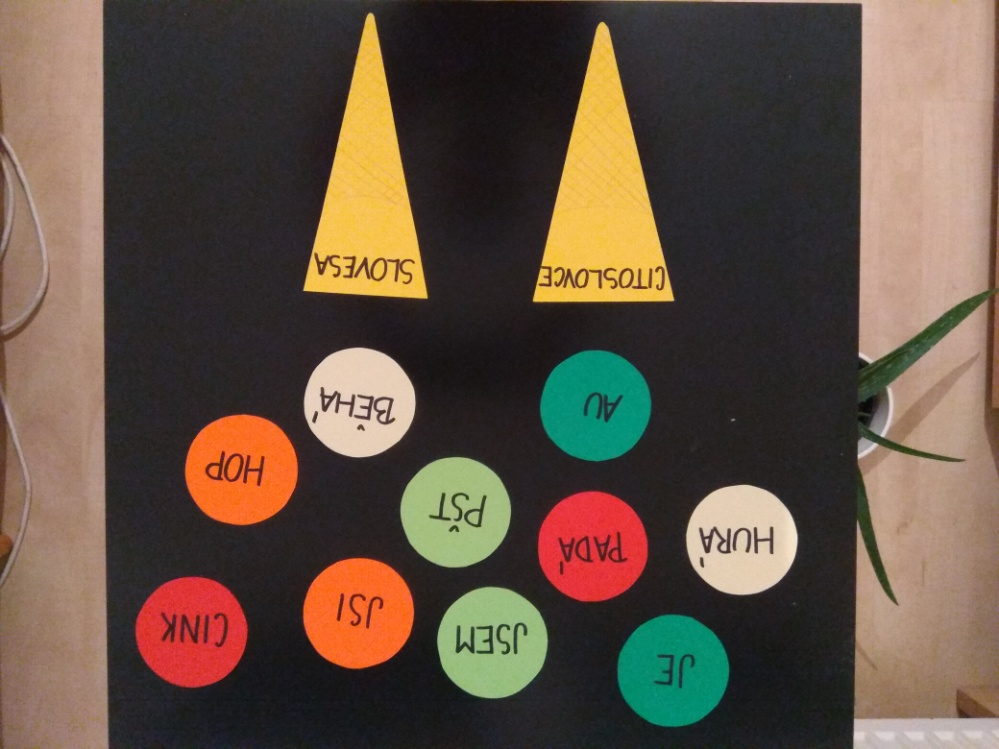 JE
JSEM
JSI
CINK
HURÁ
PADÁ
PŠT
HOP
AU
BĚHÁ
CITOSLOVCE
SLOVESA